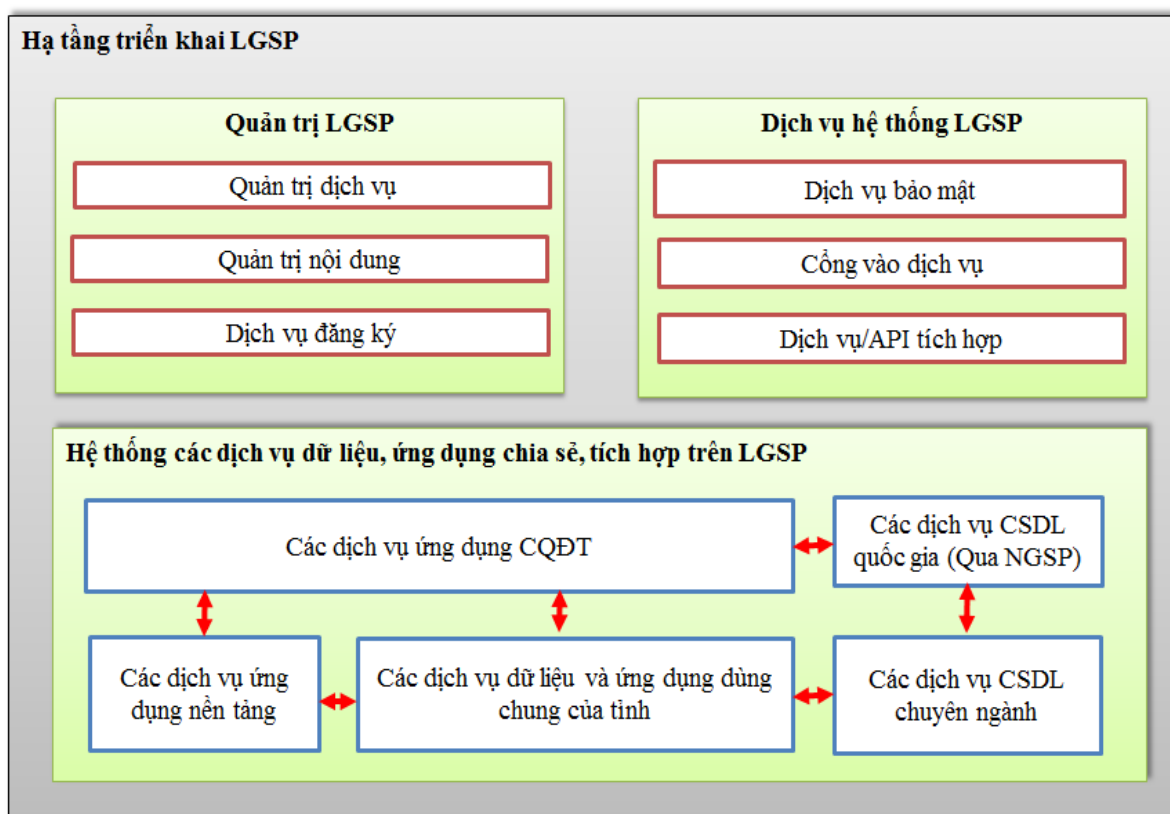 Hạ tầng triển khai LGSP
Quản trị LGSP
Quản trị dịch vụ
Quản trị nội dung
Dịch vụ đăng ký
Dịch vụ hệ thống LGSP
Dịch vụ bảo mật
Cổng vào dịch vụ
Dịch vụ/API tích hợp
Hệ thống các dịch vụ dữ liệu, ứng dụng chia sẻ, tích hợp trên LGSP
Các dịch vụ ứng dụng CQĐT
Các dịch vụ CSDL
quốc gia (Qua NGSP)
Các dịch vụ ứng
dụng nền tảng
Các dịch vụ dữ liệu và ứng dụng dùng
chung của tỉnh
Các dịch vụ CSDL
chuyên ngành